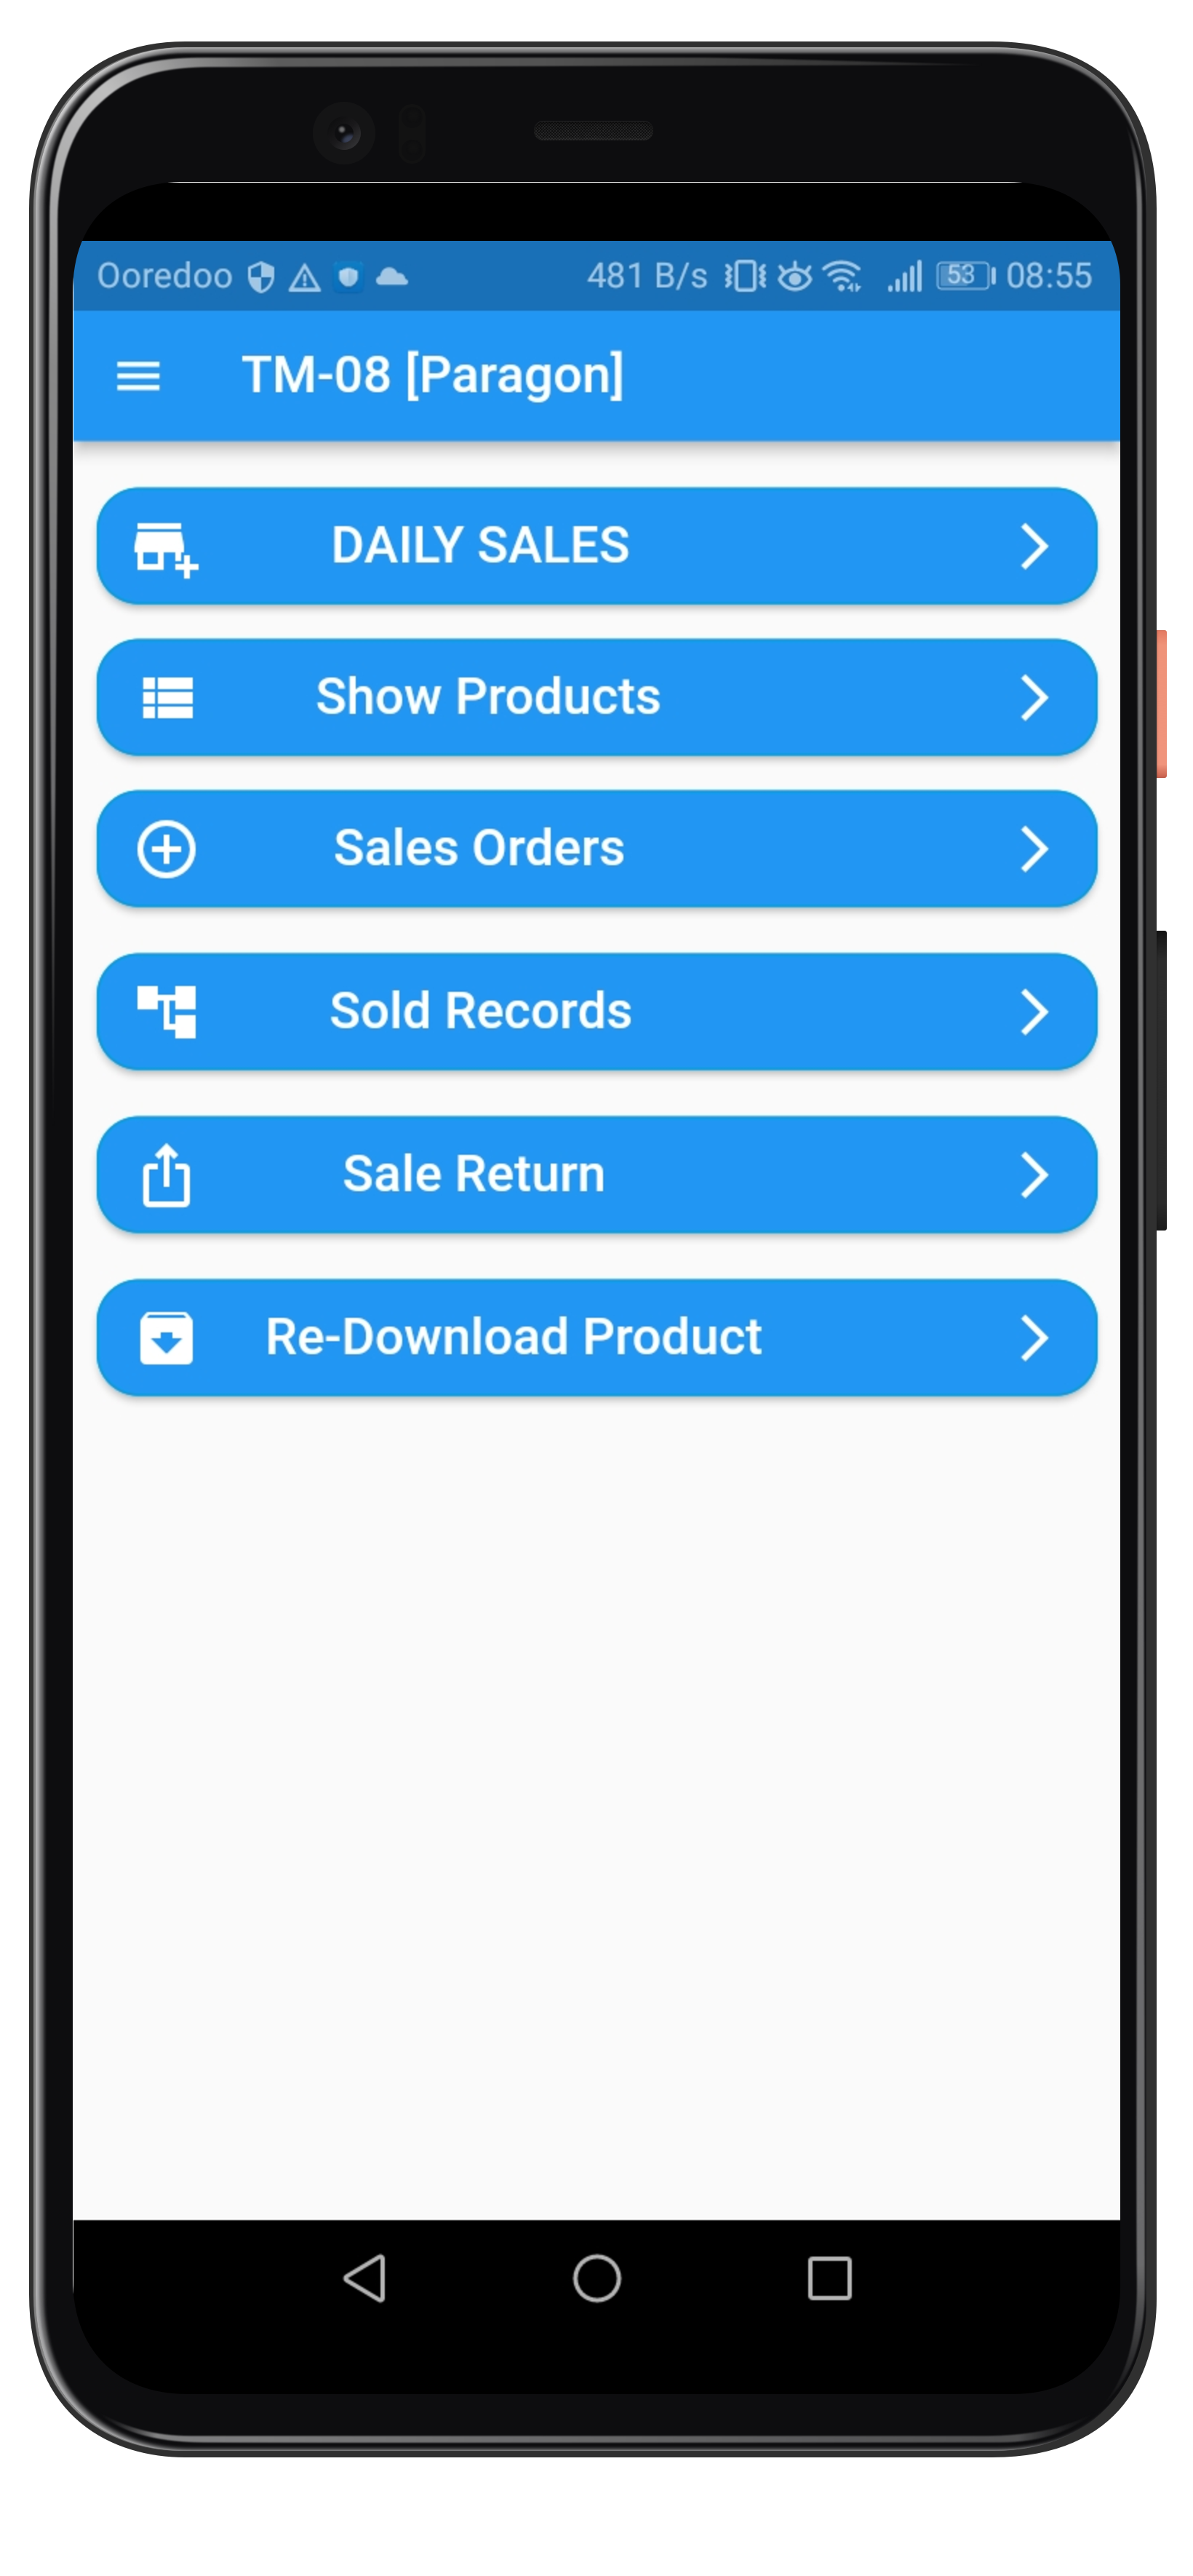 Ooredoo 481 B/s 53 08:55
TM-08 [Paragon]
DAILY SALES
Show Products
Sales Orders
Sold Records
Sale Return
Re-Download Product